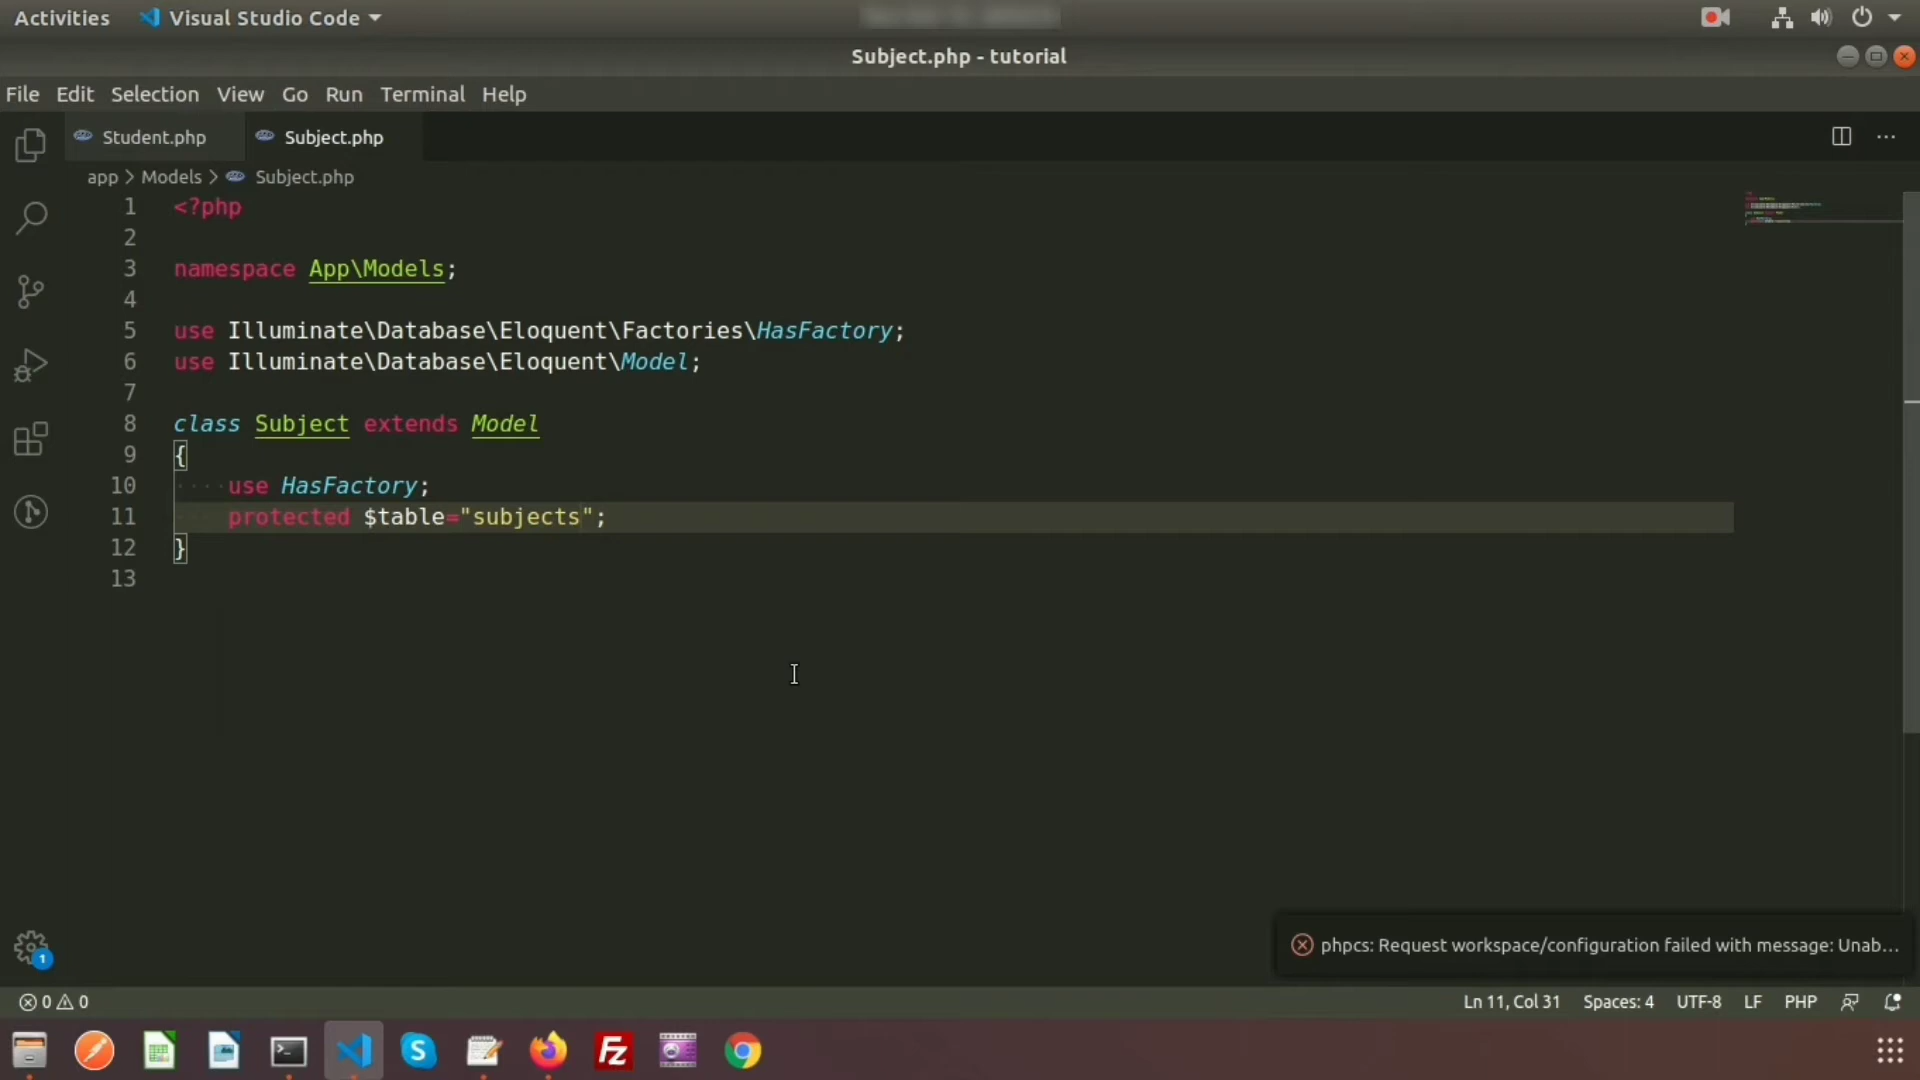 Activities Visual Studio Code
Subject.php - tutorial
File Edit Selection View Go Run Terminal Help
Student.php Subject.php
app > Models > Subject.php
1 <?php
2
3 namespace App\Models;
4
5 use Illuminate\Database\Eloquent\Factories\HasFactory;
6 use Illuminate\Database\Eloquent\Model;
7
8 class Subject extends Model
9 {
10 use HasFactory;
11 protected $table="subjects";
12 }
13
1
phpcs: Request workspace/configuration failed with message: Unab...
0 0 Ln 11, Col 31 Spaces: 4 UTF-8 LF PHP
S Fz